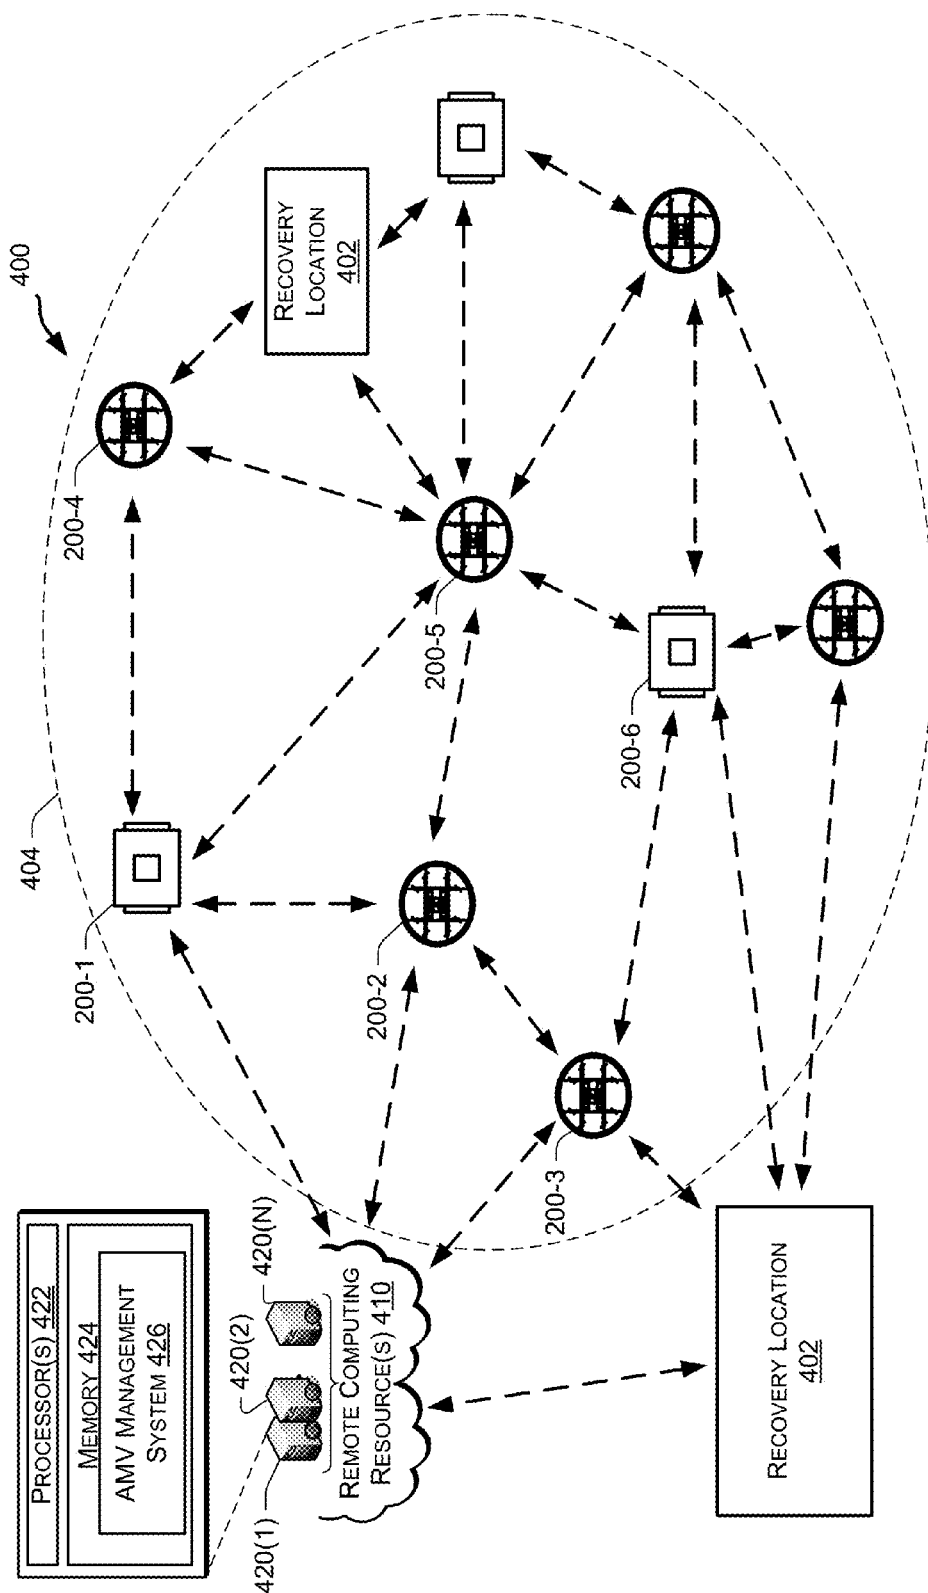 400
404
PROCESSOR(S) 422
MEMORY 424
AMV MANAGEMENT
SYSTEM 426
420(1)
420(2)
420(N)
REMOTE COMPUTING
RESOURCE(S) 410
200-1
200-4
RECOVERY
LOCATION
402
200-2
200-5
200-3
200-6
RECOVERY LOCATION
402